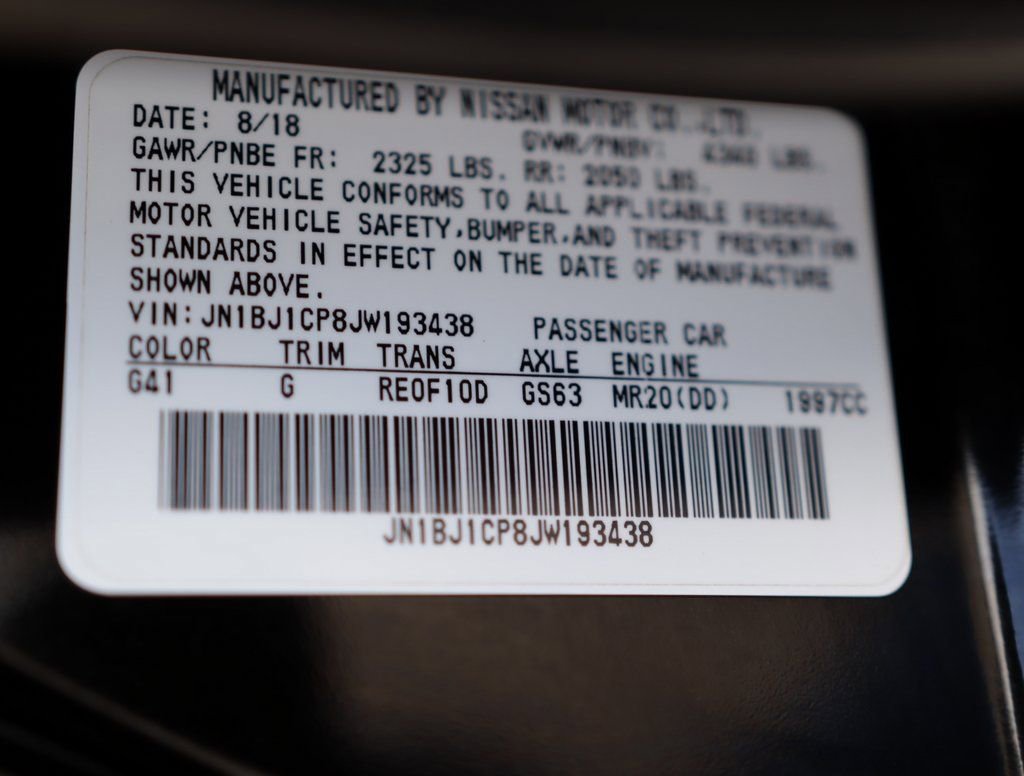 MANUFACTURED BY NISSAN MOTOR CO.,LTD.
DATE: 8/18 GVWR/PNBV: LBS.
GAWR/PNBE FR: 2325 LBS. RR: 2050 LBS.
THIS VEHICLE CONFORMS TO ALL APPLICABLE FEDERAL
MOTOR VEHICLE SAFETY,BUMPER,AND THEFT PREVENTION
STANDARDS IN EFFECT ON THE DATE OF MANUFACTURE
SHOWN ABOVE.
VIN:JN1BJ1CP8JW193438 PASSENGER CAR
COLOR TRIM TRANS AXLE ENGINE
G41 G RE0F10D GS63 MR20(DD) 1997CC
JN1BJ1CP8JW193438